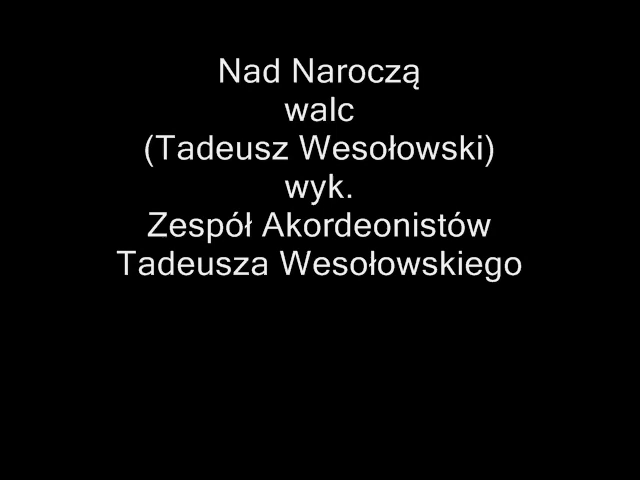 Nad Naroczą
walc
(Tadeusz Wesołowski)
wyk.
Zespół Akordeonistów
Tadeusza Wesołowskiego